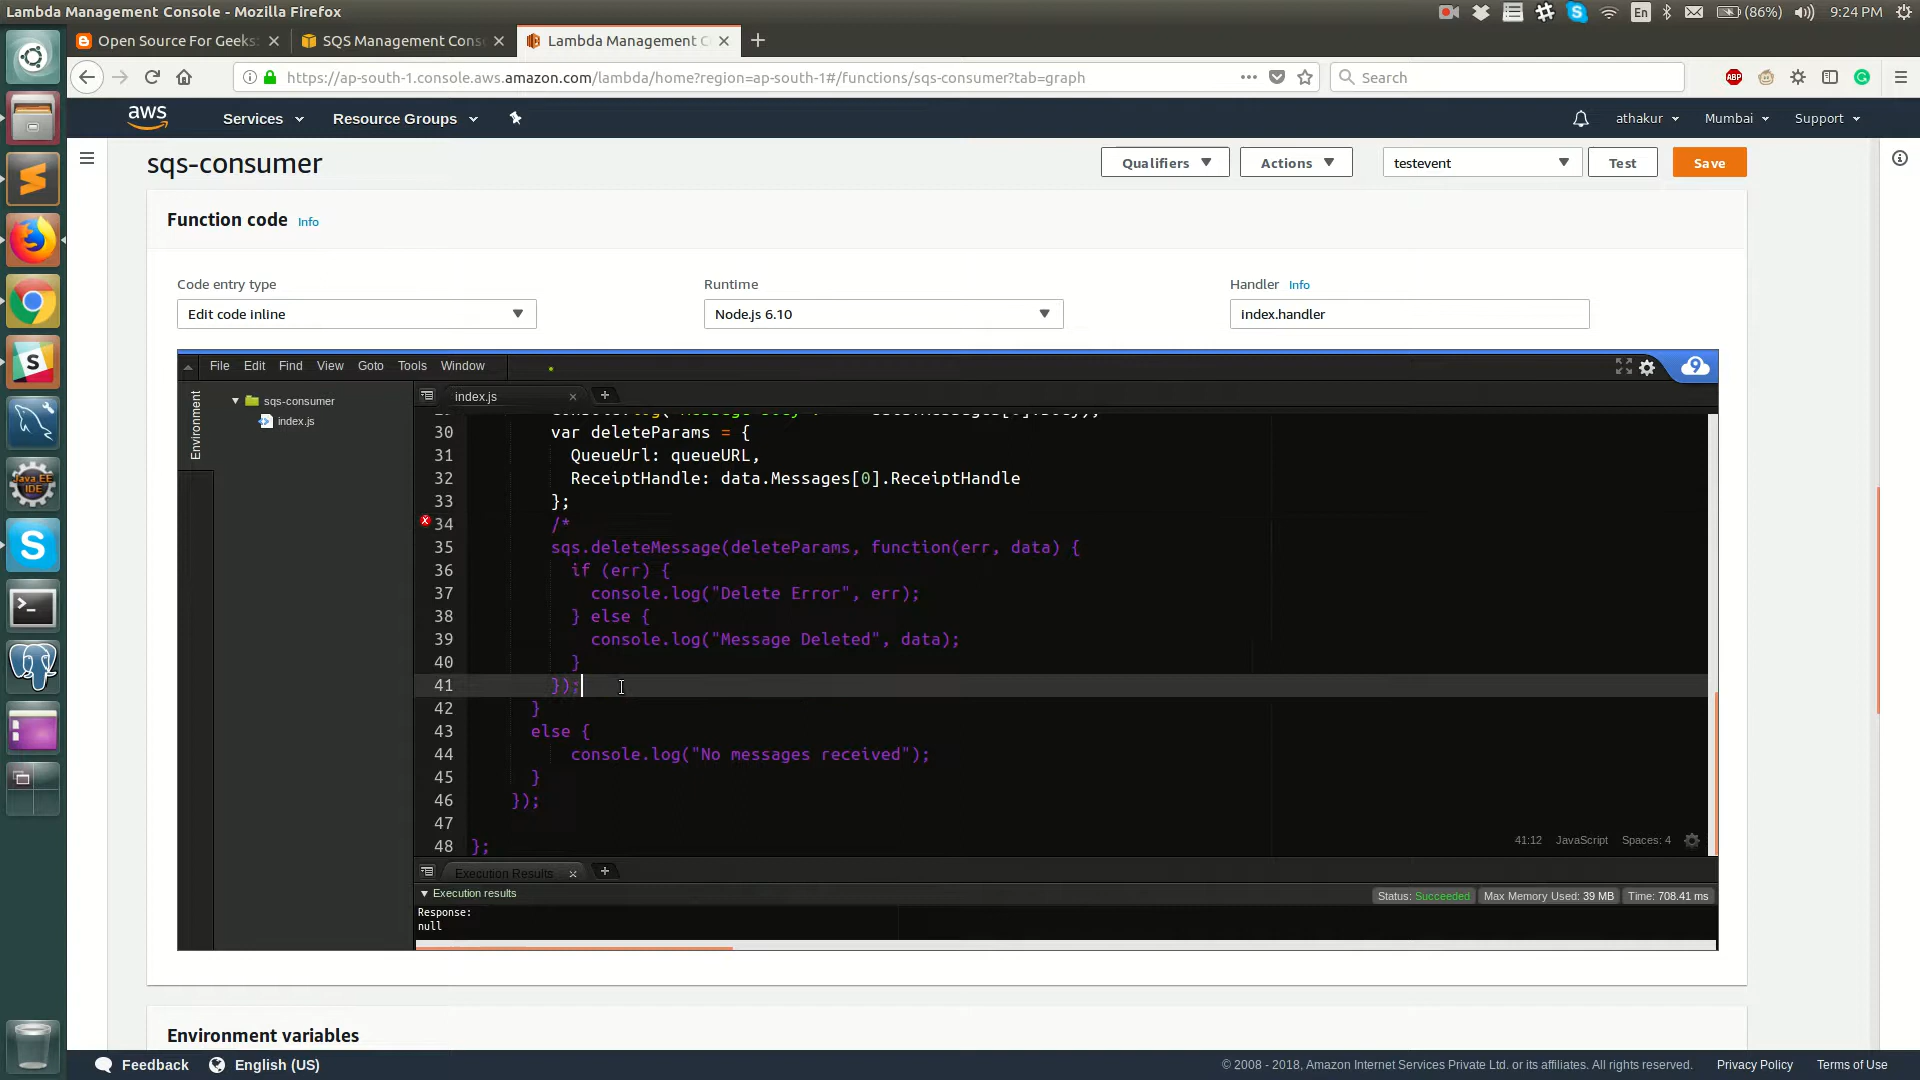 Lambda Management Console - Mozilla Firefox
En
(86%)
9:24 PM
Open Source For Geeks
SQS Management Cons
Lambda Management C
https://ap-south-1.console.aws.amazon.com/lambda/home?region=ap-south-1#/functions/sqs-consumer?tab=graph
Search
ABP
aws
Services
Resource Groups
athakur
Mumbai
Support
sqs-consumer
Qualifiers
Actions
testevent
Test
Save
Function code
Info
Code entry type
Runtime
Handler
Info
Edit code inline
Node.js 6.10
index.handler
File
Edit
Find
View
Goto
Tools
Window
9
Environment
sqs-consumer
index.js
index.js
30 var deleteParams = {
31 QueueUrl: queueURL,
32 ReceiptHandle: data.Messages[0].ReceiptHandle
33 };
34 /*
35 sqs.deleteMessage(deleteParams, function(err, data) {
36 if (err) {
37 console.log("Delete Error", err);
38 } else {
39 console.log("Message Deleted", data);
40 }
41 });
42 }
43 else {
44 console.log("No messages received");
45 }
46 });
47
48 };
41:12
JavaScript
Spaces: 4
Execution Results
Execution results
Status: Succeeded
Max Memory Used: 39 MB
Time: 708.41 ms
Response:
null
Environment variables
Feedback
English (US)
© 2008 - 2018, Amazon Internet Services Private Ltd. or its affiliates. All rights reserved.
Privacy Policy
Terms of Use
Java EE
IDE